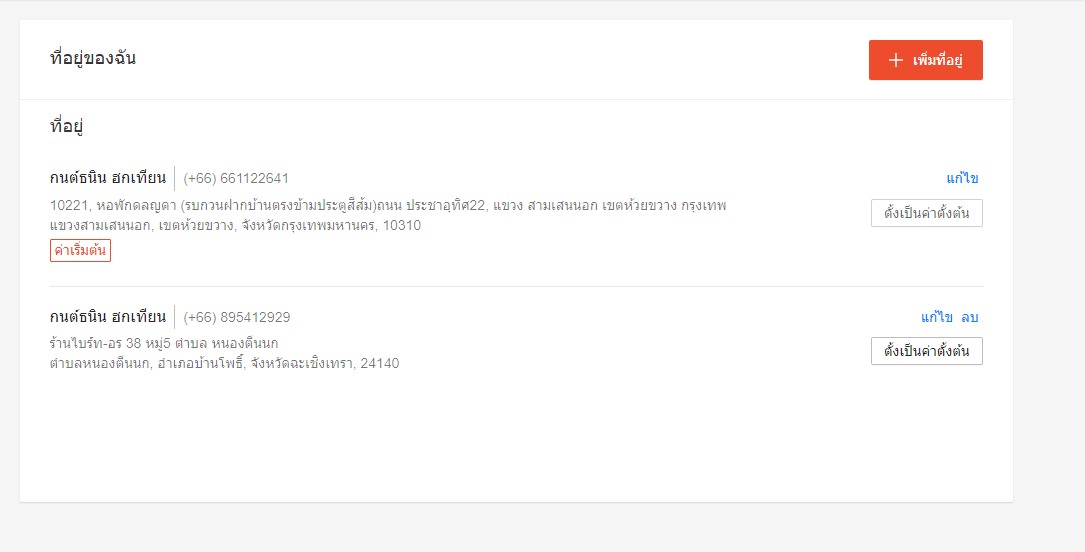 ที่อยู่ของฉัน
เพิ่มที่อยู่
ที่อยู่
กนต์ธนิน ฮกเทียน (+66) 661122641 แก้ไข
10221, หอพักดลญดา (รบกวนฝากบ้านตรงข้ามประตูสีส้ม)ถนน ประชาอุทิศ22, แขวง สามเสนนอก เขตห้วยขวาง กรุงเทพ
ตั้งเป็นค่าตั้งต้น
แขวงสามเสนนอก, เขตห้วยขวาง, จังหวัดกรุงเทพมหานคร, 10310
ค่าเริ่มต้น
กนต์ธนิน ฮกเทียน (+66) 895412929 แก้ไข ลบ
ร้านไบร์ท-อร 38 หมู่5 ตำบล หนองตีนนก
ตั้งเป็นค่าตั้งต้น
ตำบลหนองตีนนก, อำเภอบ้านโพธิ์, จังหวัดฉะเชิงเทรา, 24140